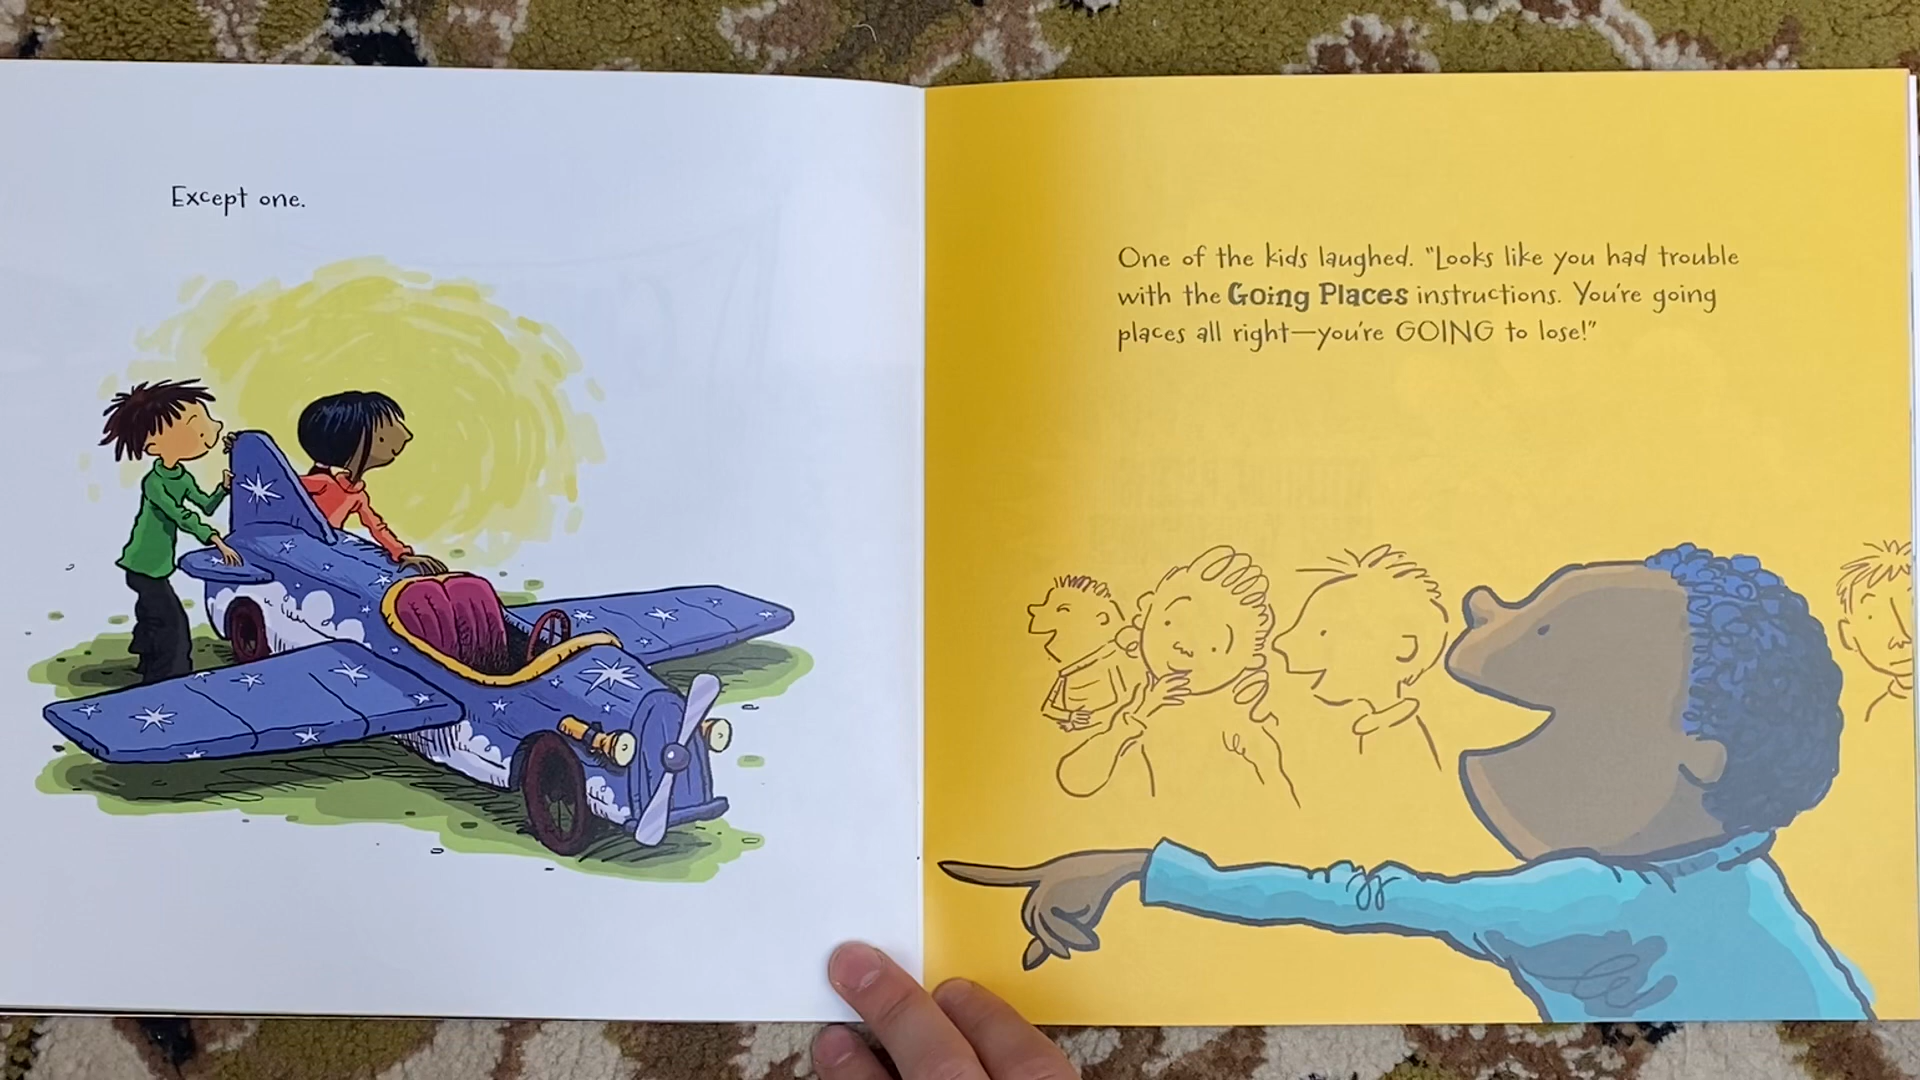 Except one.
One of the kids laughed. "Looks like you had trouble
with the Going Places instructions. You're going
places all right—you're GOING to lose!"